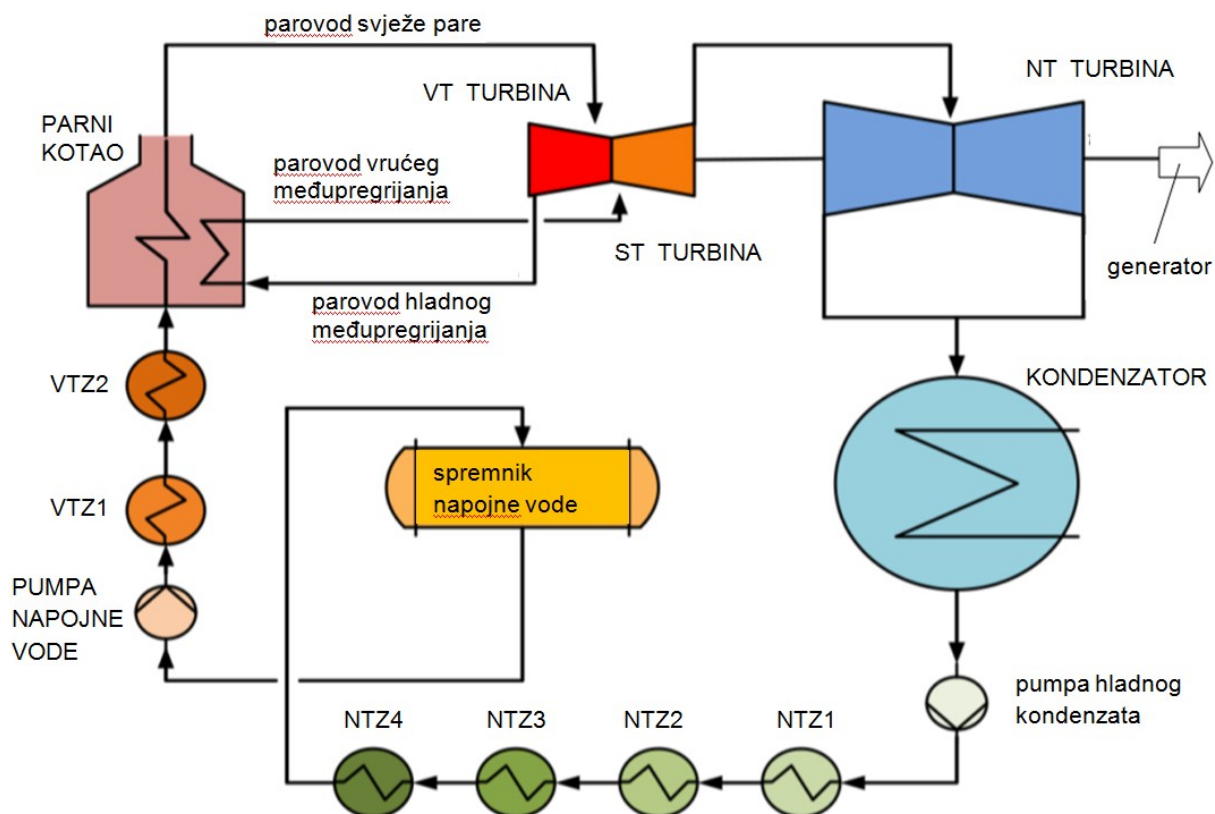 parovod svježe pare
VT TURBINA
NT TURBINA
PARNI
KOTAO
parovod vrućeg
međupregrijanja
ST TURBINA
generator
parovod hladnog
međupregrijanja
VTZ2
KONDENZATOR
spremnik
napojne vode
VTZ1
PUMPA
NAPOJNE
VODE
pumpa hladnog
kondenzata
NTZ4
NTZ3
NTZ2
NTZ1